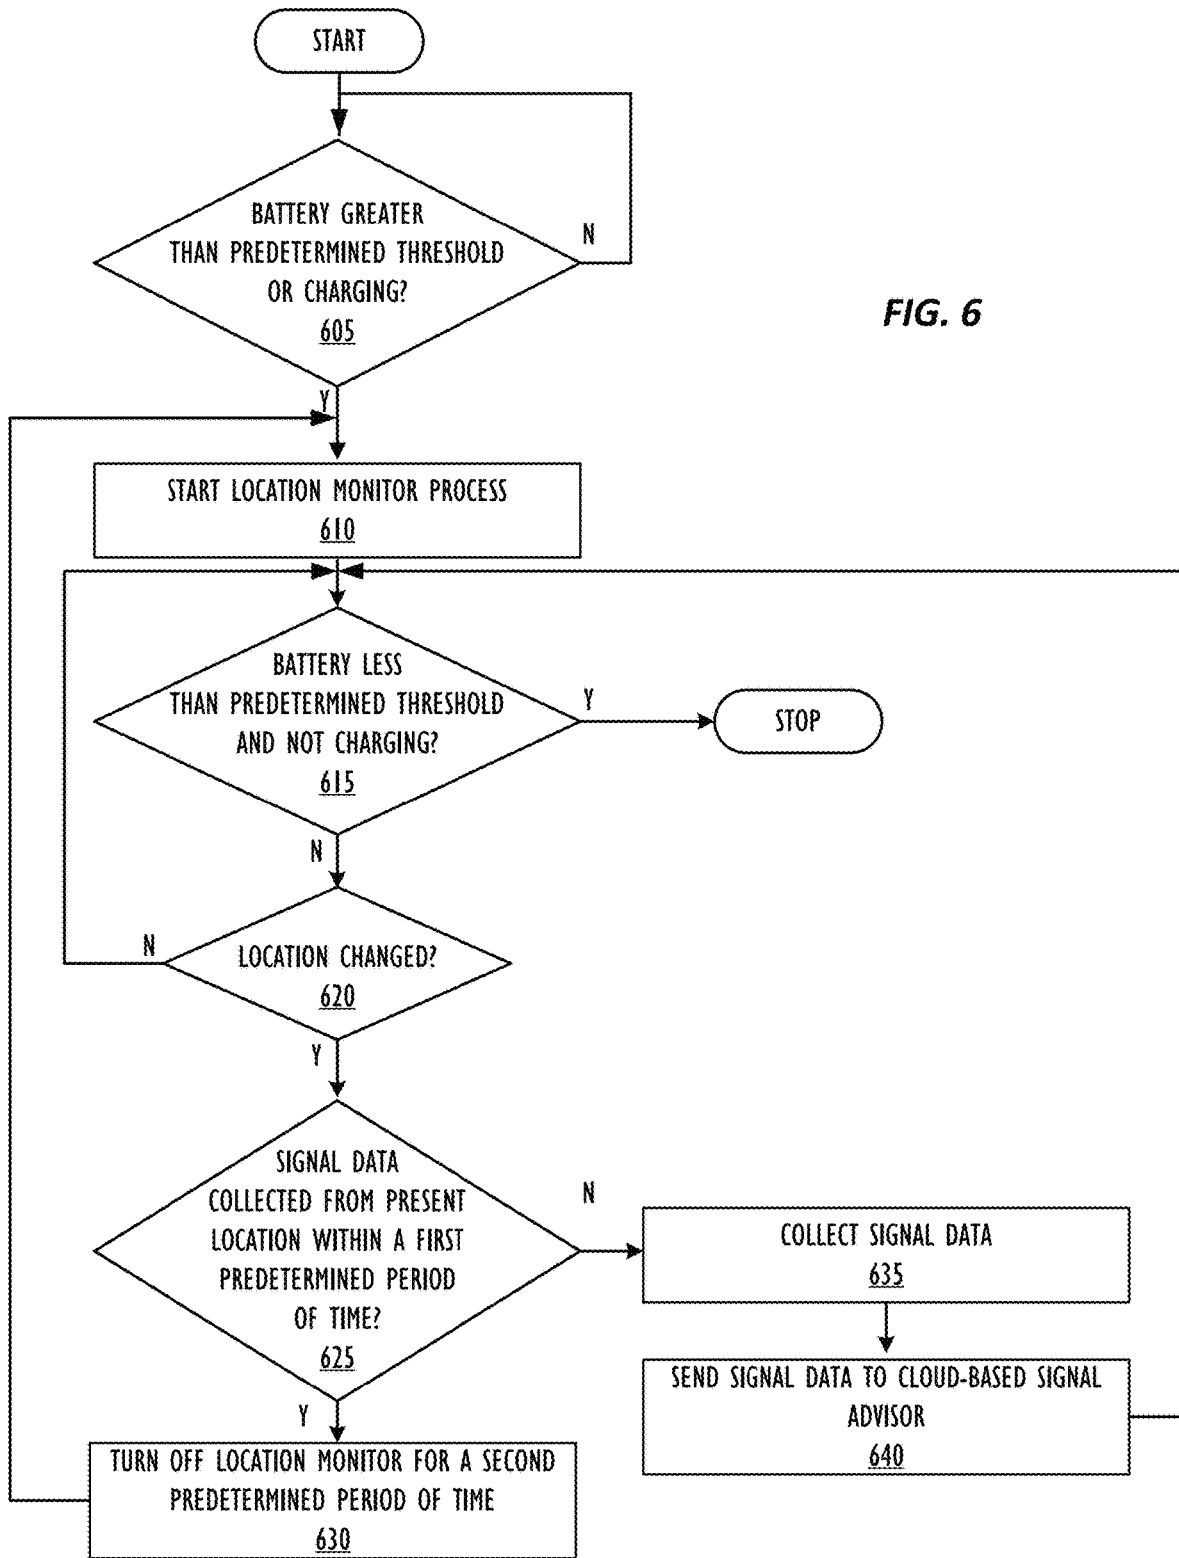 START
BATTERY GREATER
THAN PREDETERMINED THRESHOLD
OR CHARGING?
605
N
FIG. 6
Y
START LOCATION MONITOR PROCESS
610
BATTERY LESS
THAN PREDETERMINED THRESHOLD
AND NOT CHARGING?
615
Y
STOP
N
LOCATION CHANGED?
620
N
Y
SIGNAL DATA
COLLECTED FROM PRESENT
LOCATION WITHIN A FIRST
PREDETERMINED PERIOD
OF TIME?
625
N
COLLECT SIGNAL DATA
635
SEND SIGNAL DATA TO CLOUD-BASED SIGNAL
ADVISOR
640
Y
TURN OFF LOCATION MONITOR FOR A SECOND
PREDETERMINED PERIOD OF TIME
630